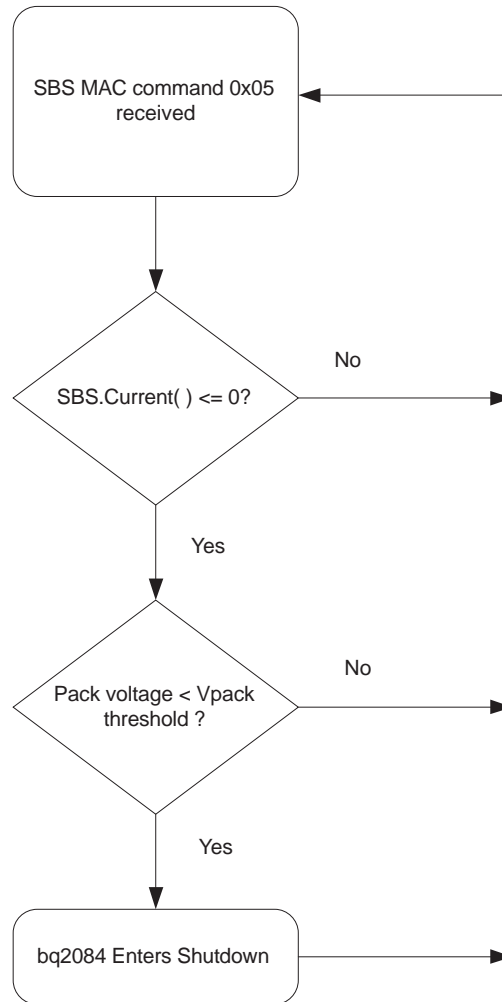 SBS MAC command 0x05
received
SBS.Current( ) <= 0?
No
Yes
Pack voltage < Vpack
threshold ?
No
Yes
bq2084 Enters Shutdown